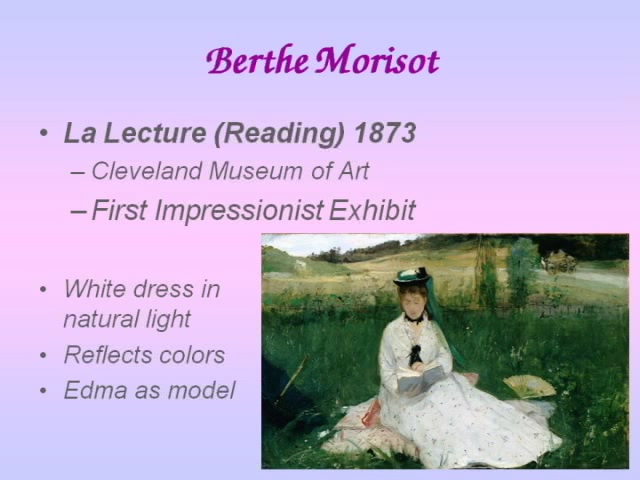 Berthe Morisot
• La Lecture (Reading) 1873
– Cleveland Museum of Art
– First Impressionist Exhibit
• White dress in
natural light
• Reflects colors
• Edma as model